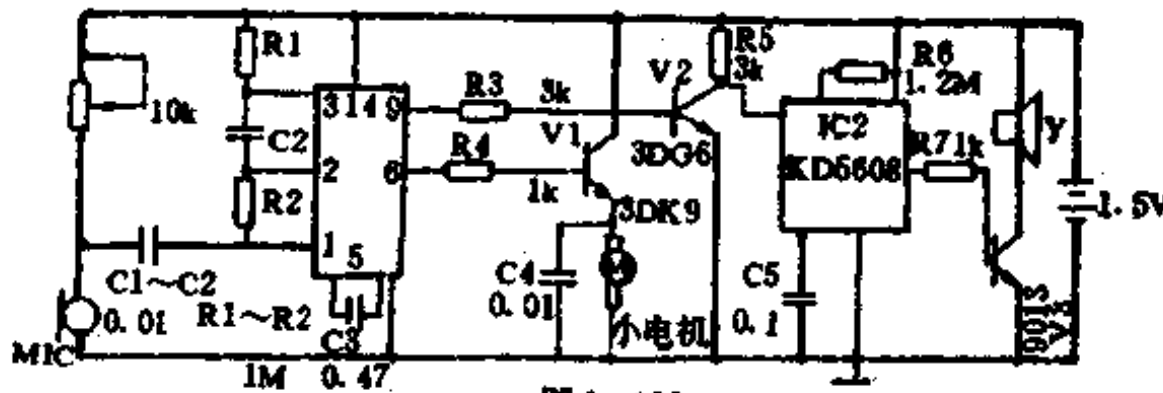 R1
R5
3k
R6
1.2M
V2
10k
3
14
9
R3
3k
C2
V1
IC2
2
6
R4
3DG6
KD5608
R7 1k
Y
R2
1k
3DK9
1.5V
1
5
M
C1~C2
0.01
R1~R2
C4
0.01
C5
0.1
小电机
9013
MIC
C3
1M
0.47